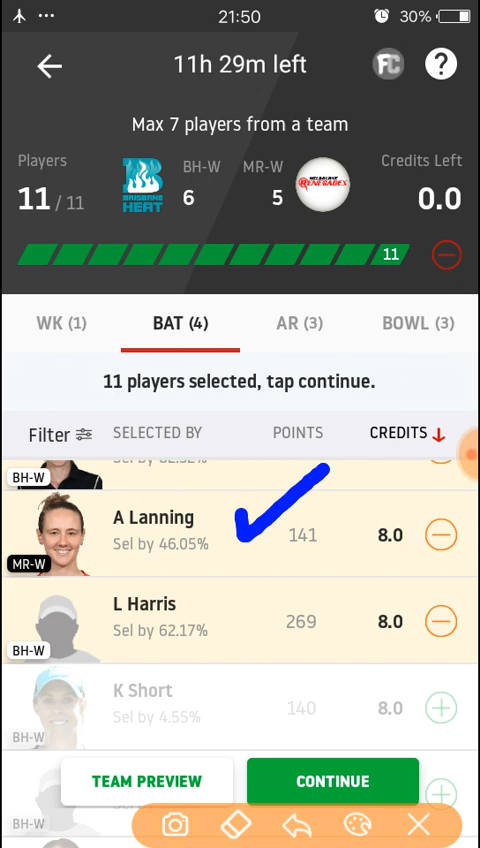 21:50
30%
11h 29m left
FC
?
Max 7 players from a team
Players
BH-W
MR-W
Credits Left
11 / 11
BRISBANE HEAT
6
5
MELBOURNE RENEGADES
0.0
11
WK (1)
BAT (4)
AR (3)
BOWL (3)
11 players selected, tap continue.
Filter
SELECTED BY
POINTS
CREDITS
BH-W
A Lanning
Sel by 46.05%
141
8.0
MR-W
L Harris
Sel by 62.17%
269
8.0
BH-W
K Short
Sel by 4.55%
140
8.0
BH-W
TEAM PREVIEW
CONTINUE
BH-W